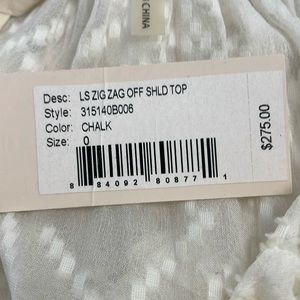 CHINA
Desc: LS ZIG ZAG OFF SHLD TOP
Style: 315140B006
Color: CHALK
Size: 0
$275.00
8 84092 80877 1